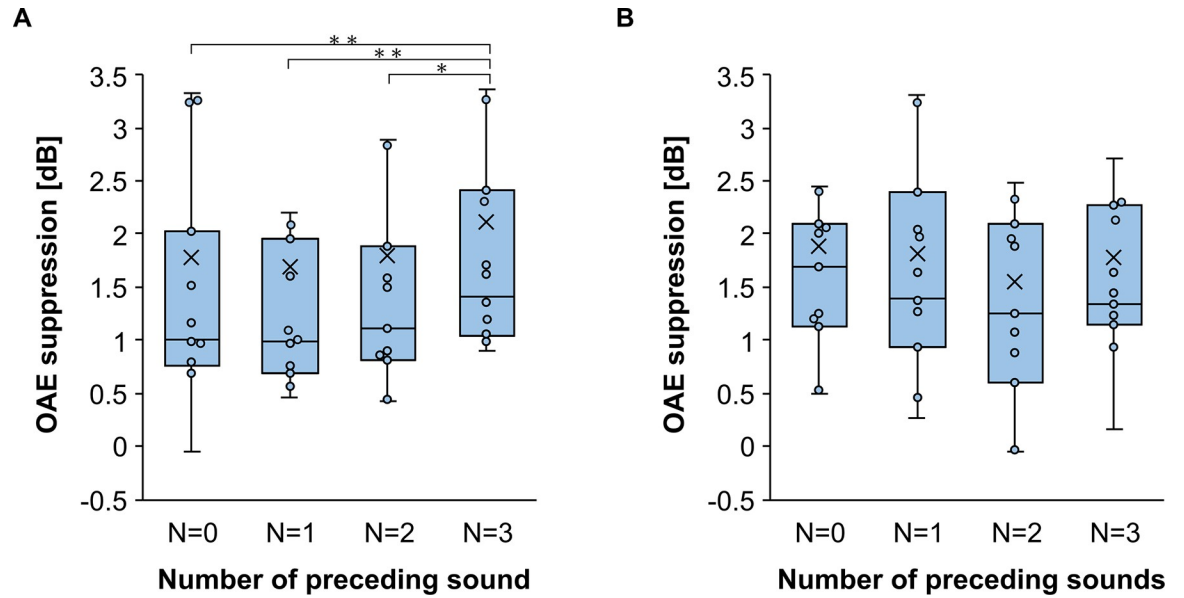 A
B
* *
* *
*
3.5
3
2.5
2
1.5
1
0.5
0
-0.5
OAE suppression [dB]
N=0 N=1 N=2 N=3
Number of preceding sound
3.5
3
2.5
2
1.5
1
0.5
0
-0.5
OAE suppression [dB]
N=0 N=1 N=2 N=3
Number of preceding sounds